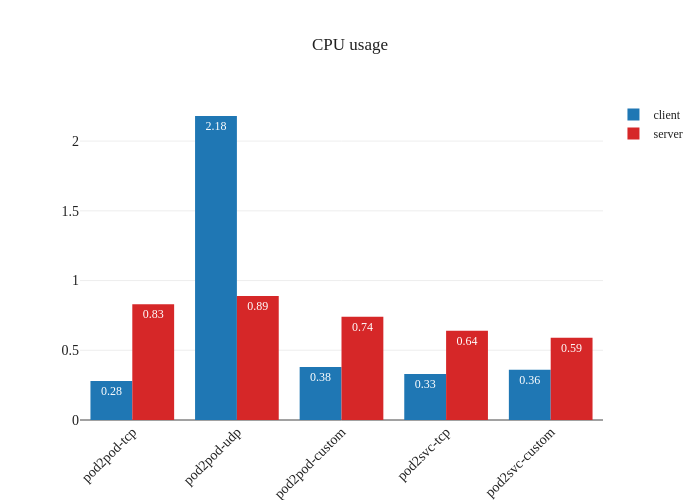 CPU usage
client
server
2
1.5
1
0.5
0
0.28
0.83
2.18
0.89
0.38
0.74
0.33
0.64
0.36
0.59
pod2pod-tcp
pod2pod-udp
pod2pod-custom
pod2svc-tcp
pod2svc-custom